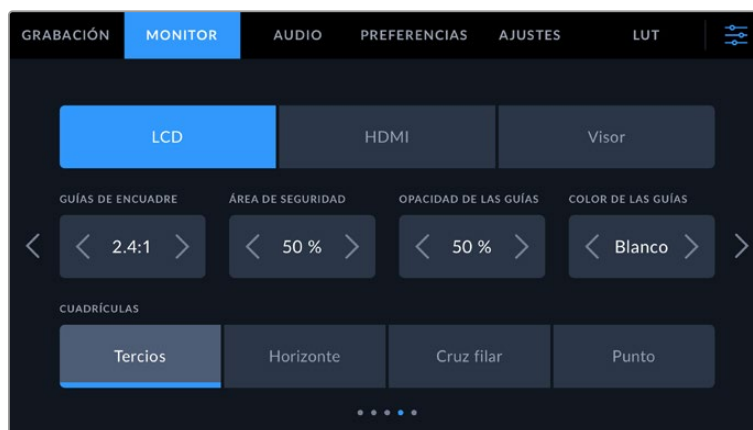 GRABACIÓN MONITOR AUDIO PREFERENCIAS AJUSTES LUT
LCD HDMI Visor
GUÍAS DE ENCUADRE ÁREA DE SEGURIDAD OPACIDAD DE LAS GUÍAS COLOR DE LAS GUÍAS
2.4:1 50 % 50 % Blanco
CUADRÍCULAS
Tercios Horizonte Cruz filar Punto